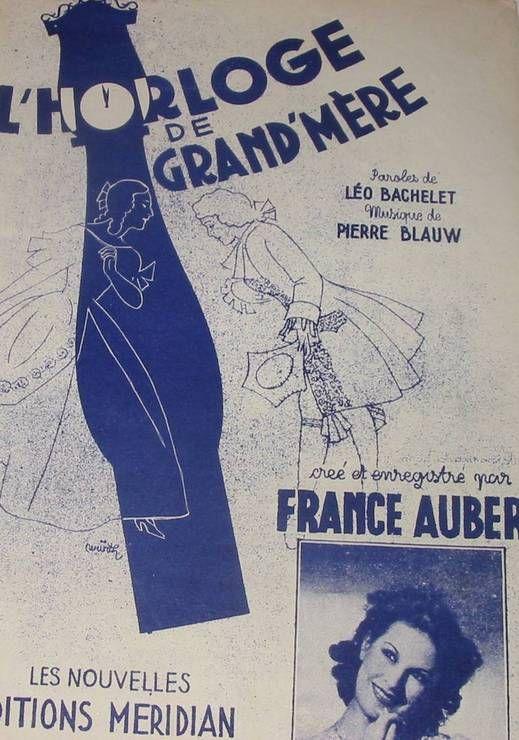 L'HORLOGE
DE
GRAND'MÈRE
Paroles de
LÉO BACHELET
Musique de
PIERRE BLAUW
créé et enregistré par
FRANCE AUBER
LES NOUVELLES
DITIONS MERIDIAN